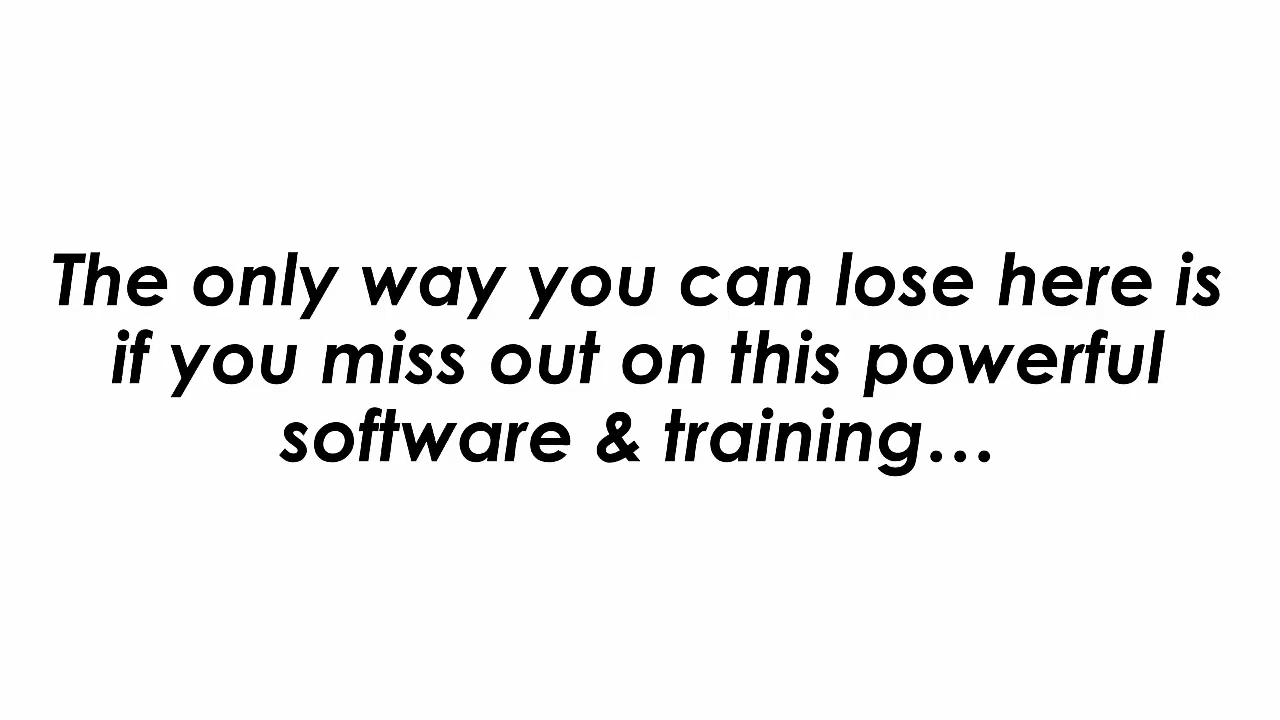 The only way you can lose here is
if you miss out on this powerful
software & training…